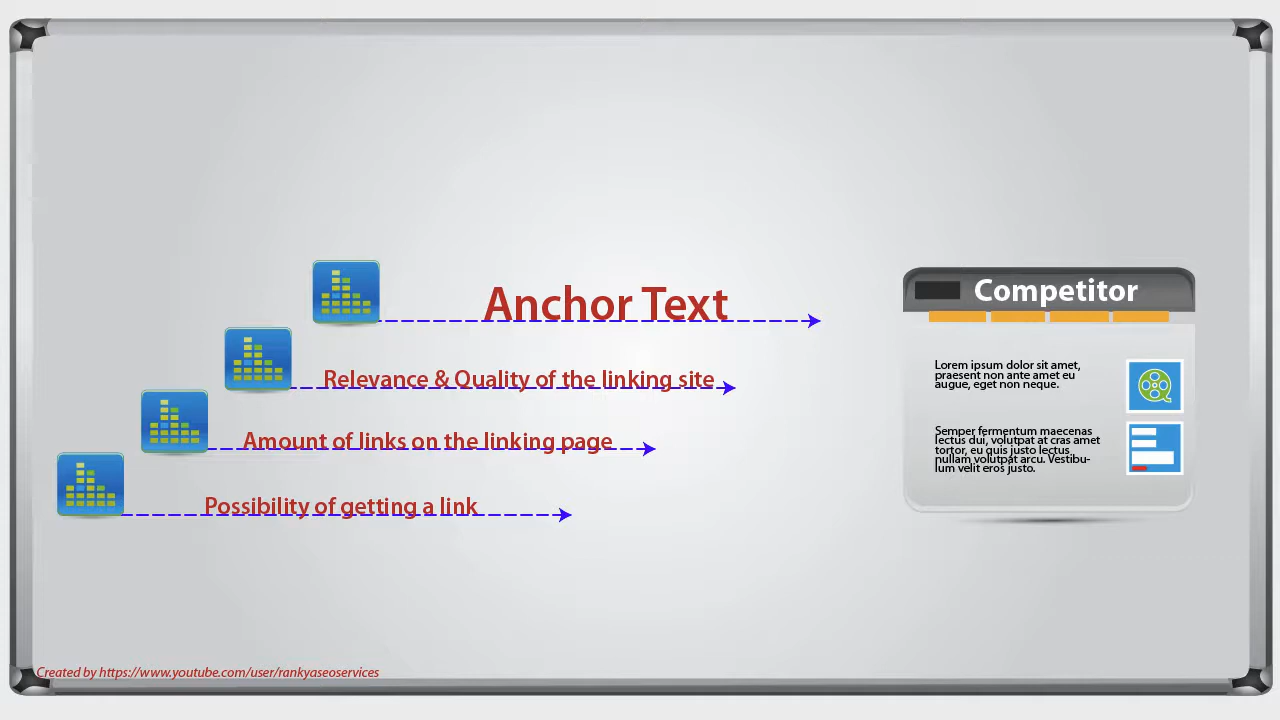 Anchor Text
Competitor
Relevance & Quality of the linking site
Amount of links on the linking page
Possibility of getting a link
Lorem ipsum dolor sit amet,
praesent non ante amet eu
augue, eget non neque.
Semper fermentum maecenas
lectus dui, volutpat at cras amet
tortor, eu quis justo lectus
nullam volutpat arcu. Vestibu-
lum velit eros justo.
Created by https://www.youtube.com/user/rankyaseoservices